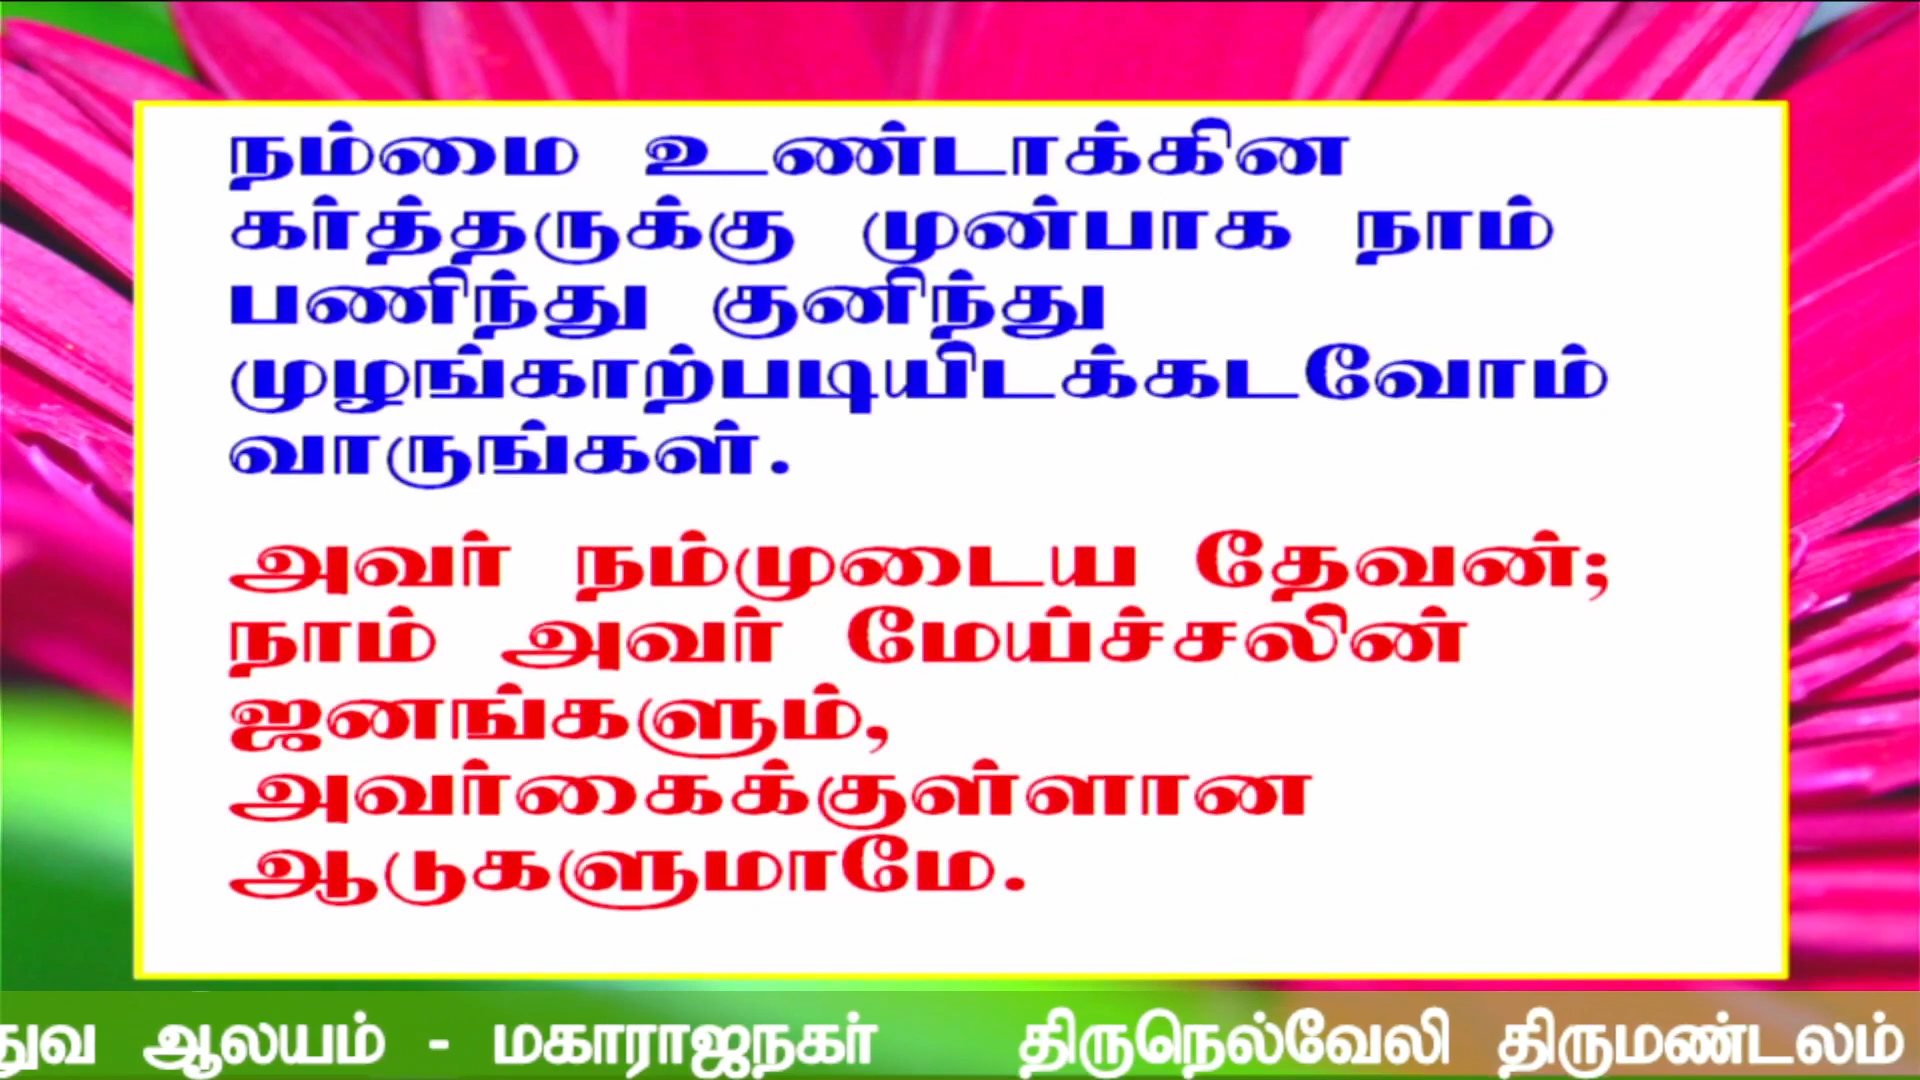 நம்மை உண்டாக்கின
கர்த்தருக்கு முன்பாக நாம்
பணிந்து குனிந்து
முழங்காற்படியிடக்கடவோம்
வாருங்கள்.
அவர் நம்முடைய தேவன்;
நாம் அவர் மேய்ச்சலின்
ஜனங்களும்,
அவர்கைக்குள்ளான
ஆடுகளுமாமே.
ஆலயம் - மகாராஜநகர் திருநெல்வேலி திருமண்டலம்